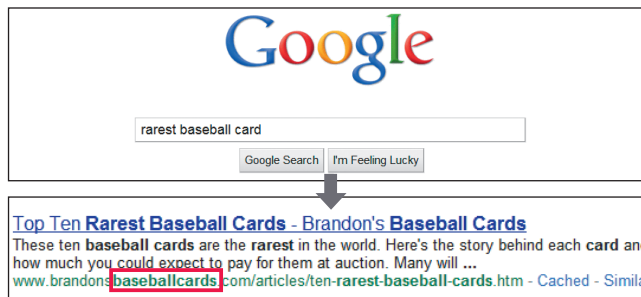 Google
rarest baseball card
Google Search I'm Feeling Lucky
Top Ten Rarest Baseball Cards - Brandon's Baseball Cards
These ten baseball cards are the rarest in the world. Here's the story behind each card and
how much you could expect to pay for them at auction. Many will ...
www.brandonsbaseballcards.com/articles/ten-rarest-baseball-cards.htm - Cached - Simila